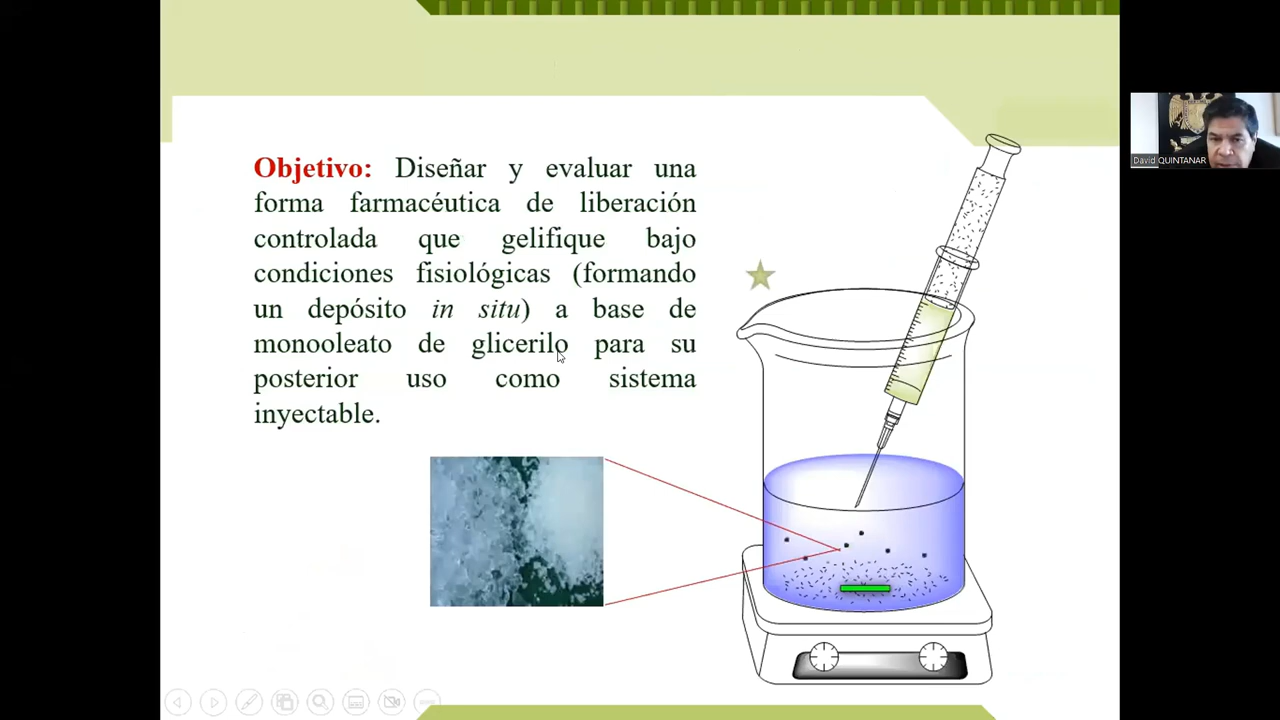 Objetivo: Diseñar y evaluar una
forma farmacéutica de liberación
controlada que gelifique bajo
condiciones fisiológicas (formando
un depósito in situ) a base de
monooleato de glicerilo para su
posterior uso como sistema
inyectable.
David QUINTANAR